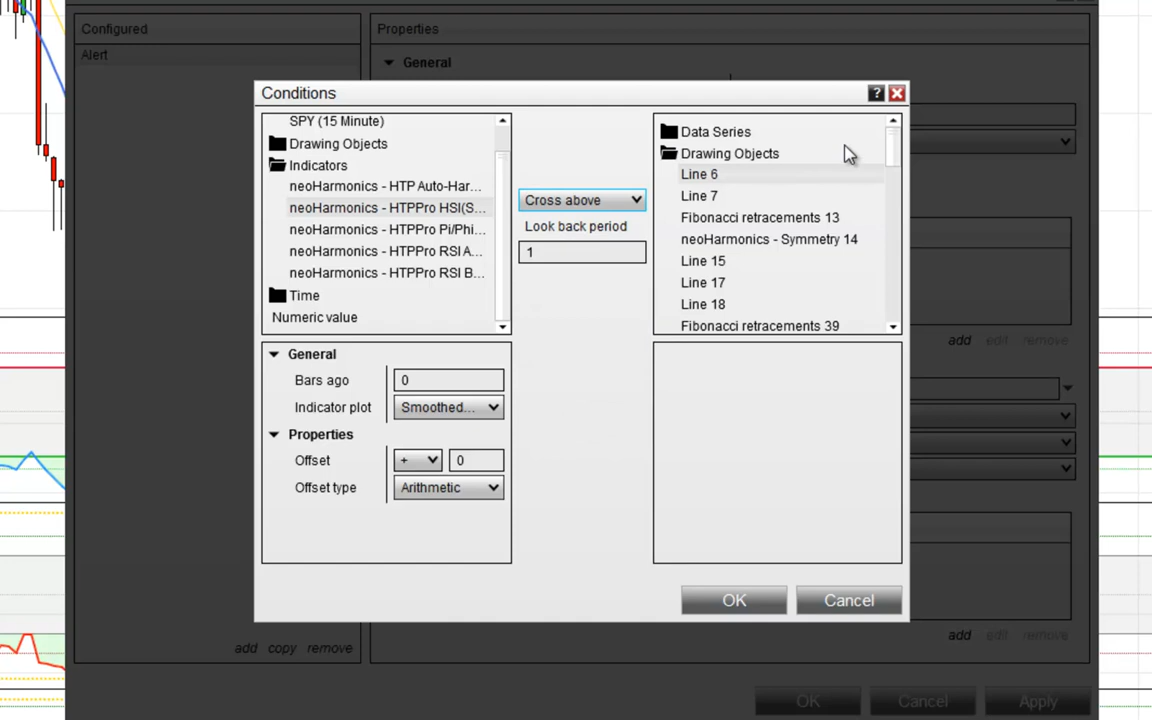 Configured
Properties
Alert
General
Conditions
?
SPY (15 Minute)
Drawing Objects
Indicators
neoHarmonics - HTP Auto-Har...
neoHarmonics - HTPPro HSI(S...
neoHarmonics - HTPPro Pi/Phi...
neoHarmonics - HTPPro RSI A...
neoHarmonics - HTPPro RSI B...
Time
Numeric value
Cross above
Look back period
1
Data Series
Drawing Objects
Line 6
Line 7
Fibonacci retracements 13
neoHarmonics - Symmetry 14
Line 15
Line 17
Line 18
Fibonacci retracements 39
General
Bars ago
0
Indicator plot
Smoothed...
Properties
Offset
+
0
Offset type
Arithmetic
OK
Cancel
add edit remove
add edit remove
add copy remove
OK
Cancel
Apply